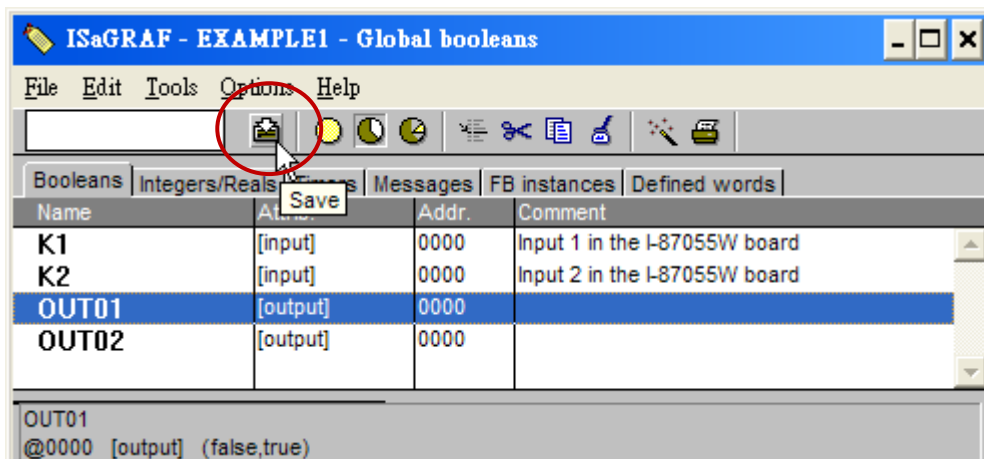 ISaGRAF - EXAMPLE1 - Global booleans
File Edit Tools Options Help
Booleans Integers/Reals Timers Messages FB instances Defined words
Save
Name Attrib. Addr. Comment
K1 [input] 0000 Input 1 in the I-87055W board
K2 [input] 0000 Input 2 in the I-87055W board
OUT01 [output] 0000
OUT02 [output] 0000
OUT01
@0000 [output] (false,true)